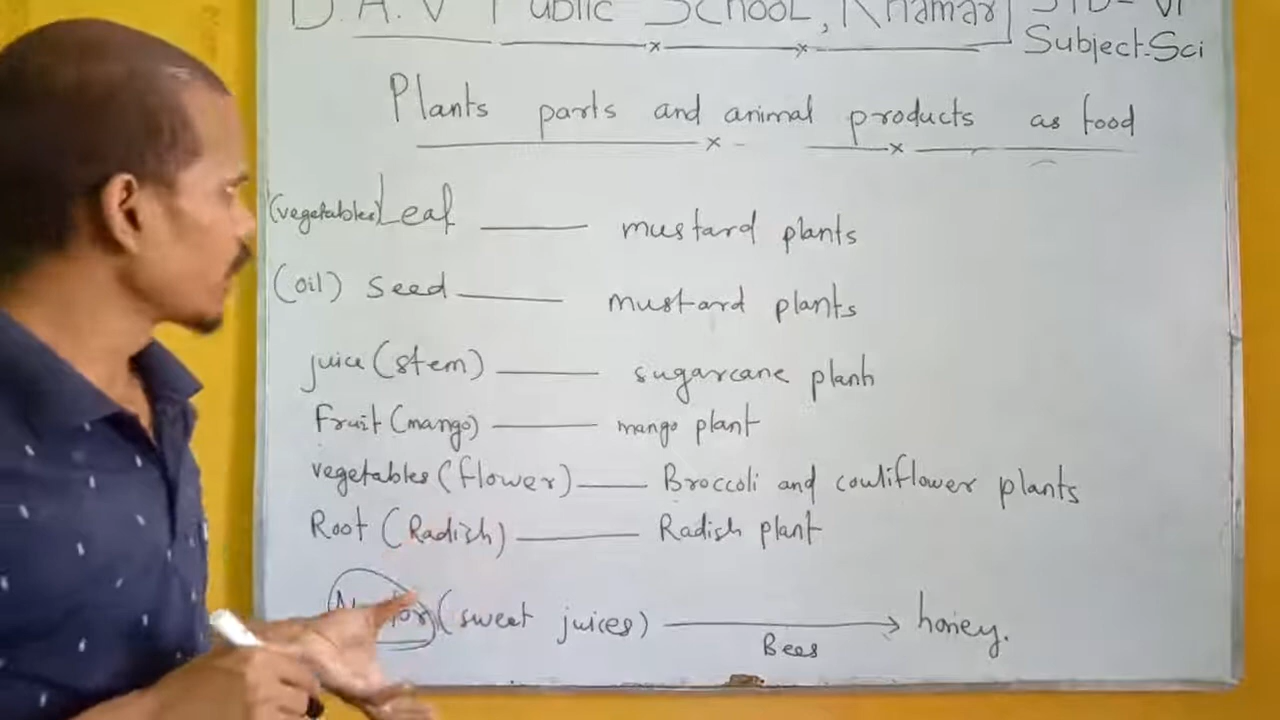 D.A.V Public School, Khamar STD-VI
Subject-Sci
Plants parts and animal products as food
(vegetables) Leaf ——— mustard plants
(oil) seed ——— mustard plants
juice (stem) ——— sugarcane plant
Fruit (mango) ——— mango plant
vegetables (flower) ——— Broccoli and cauliflower plants
Root (Radish) ——— Radish plant
(sweet juices) ———> honey.
Bees